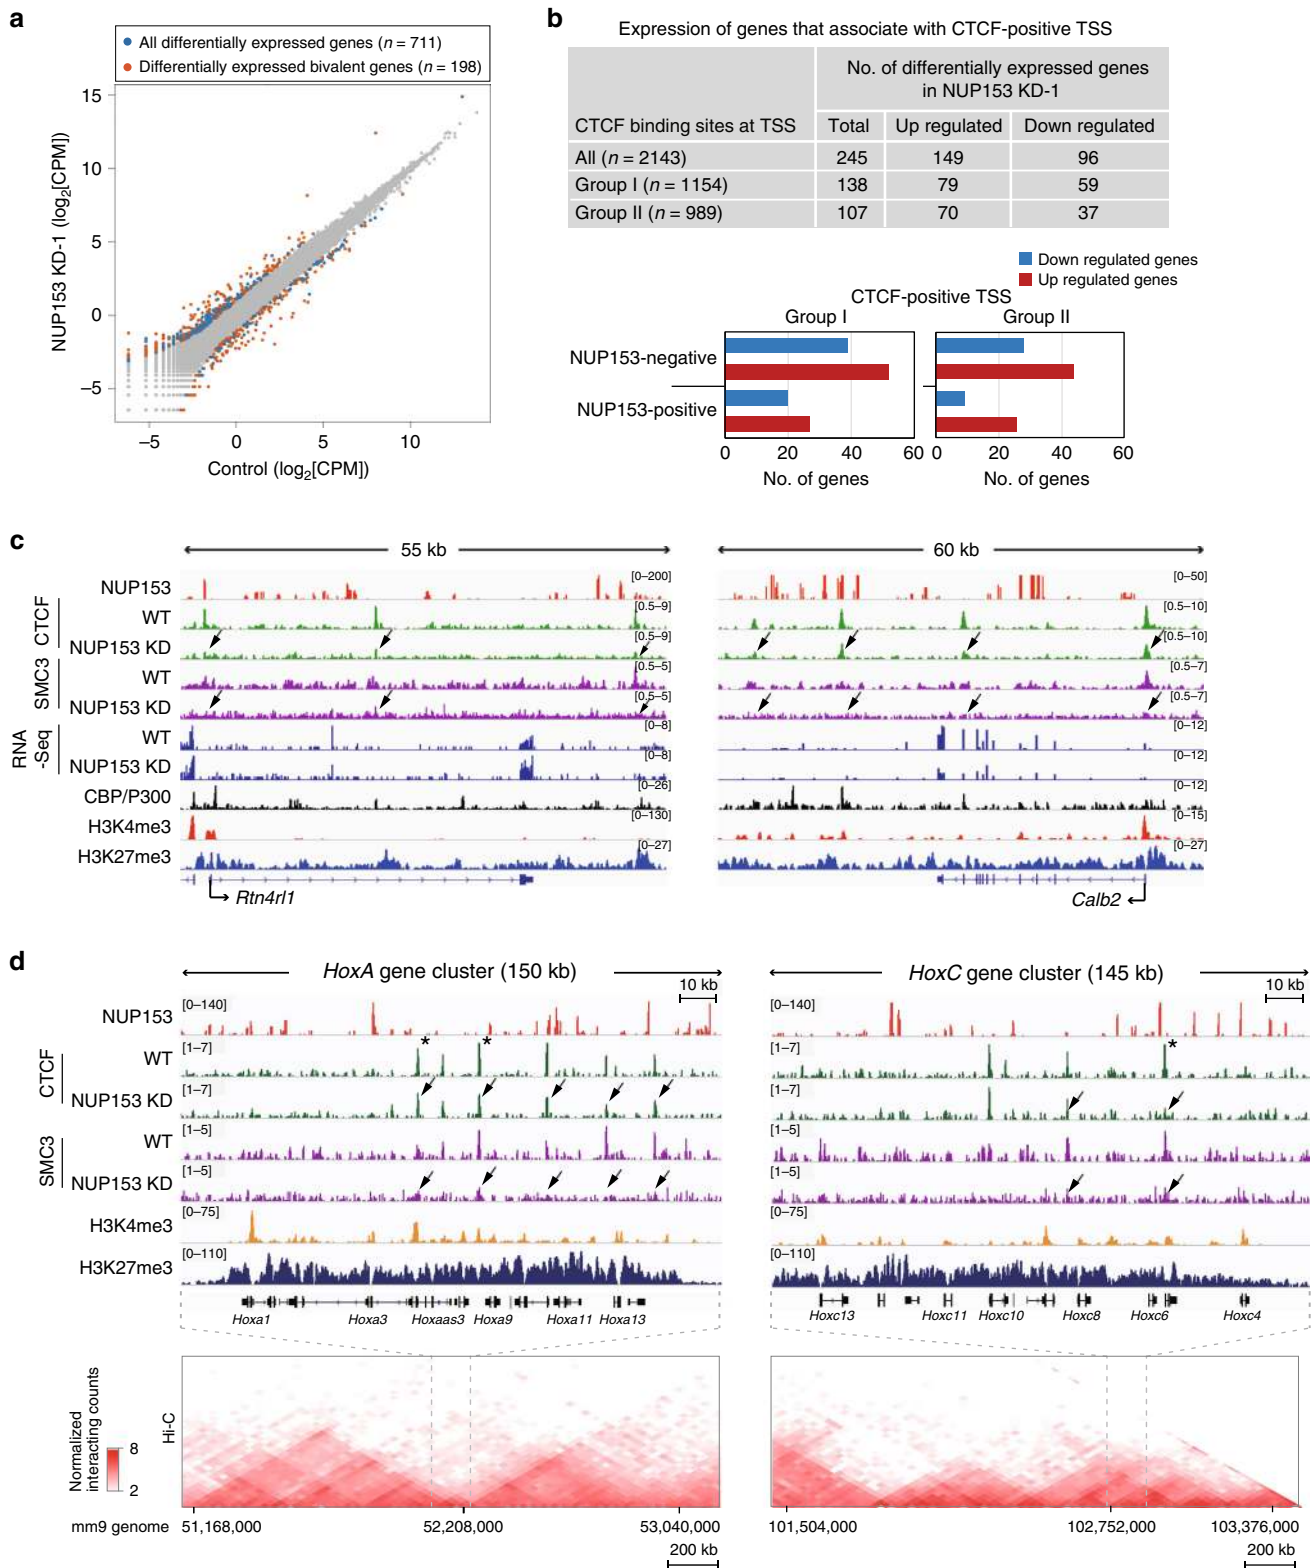 a
All differentially expressed genes (n = 711)
Differentially expressed bivalent genes (n = 198)
NUP153 KD-1 (log2[CPM])
15
10
5
0
–5
–5 0 5 10
Control (log2[CPM])
b
Expression of genes that associate with CTCF-positive TSS
No. of differentially expressed genes
in NUP153 KD-1
CTCF binding sites at TSS Total Up regulated Down regulated
All (n = 2143) 245 149 96
Group I (n = 1154) 138 79 59
Group II (n = 989) 107 70 37
Down regulated genes
Up regulated genes
CTCF-positive TSS
Group I Group II
NUP153-negative
NUP153-positive
0 20 40 60 0 20 40 60
No. of genes No. of genes
c
55 kb 60 kb
NUP153 [0–200] [0–50]
CTCF
WT [0.5–9] [0.5–10]
NUP153 KD [0.5–9] [0.5–10]
SMC3
WT [0.5–5] [0.5–7]
NUP153 KD [0.5–5] [0.5–7]
RNA
-Seq
WT [0–8] [0–12]
NUP153 KD [0–8] [0–12]
CBP/P300 [0–26] [0–12]
H3K4me3 [0–130] [0–15]
H3K27me3 [0–27] [0–27]
Rtn4rl1 Calb2
d
HoxA gene cluster (150 kb) HoxC gene cluster (145 kb)
10 kb 10 kb
NUP153 [0–140] [0–140]
* * *
CTCF
WT [1–7] [1–7]
NUP153 KD [1–7] [1–7]
SMC3
WT [1–5] [1–5]
NUP153 KD [1–5] [1–5]
H3K4me3 [0–75] [0–75]
H3K27me3 [0–110] [0–110]
Hoxa1 Hoxa3 Hoxaas3 Hoxa9 Hoxa11 Hoxa13 Hoxc13 Hoxc11 Hoxc10 Hoxc8 Hoxc6 Hoxc4
Normalized
interacting counts
8
2
Hi-C
mm9 genome 51,168,000 52,208,000 53,040,000 101,504,000 102,752,000 103,376,000
200 kb 200 kb